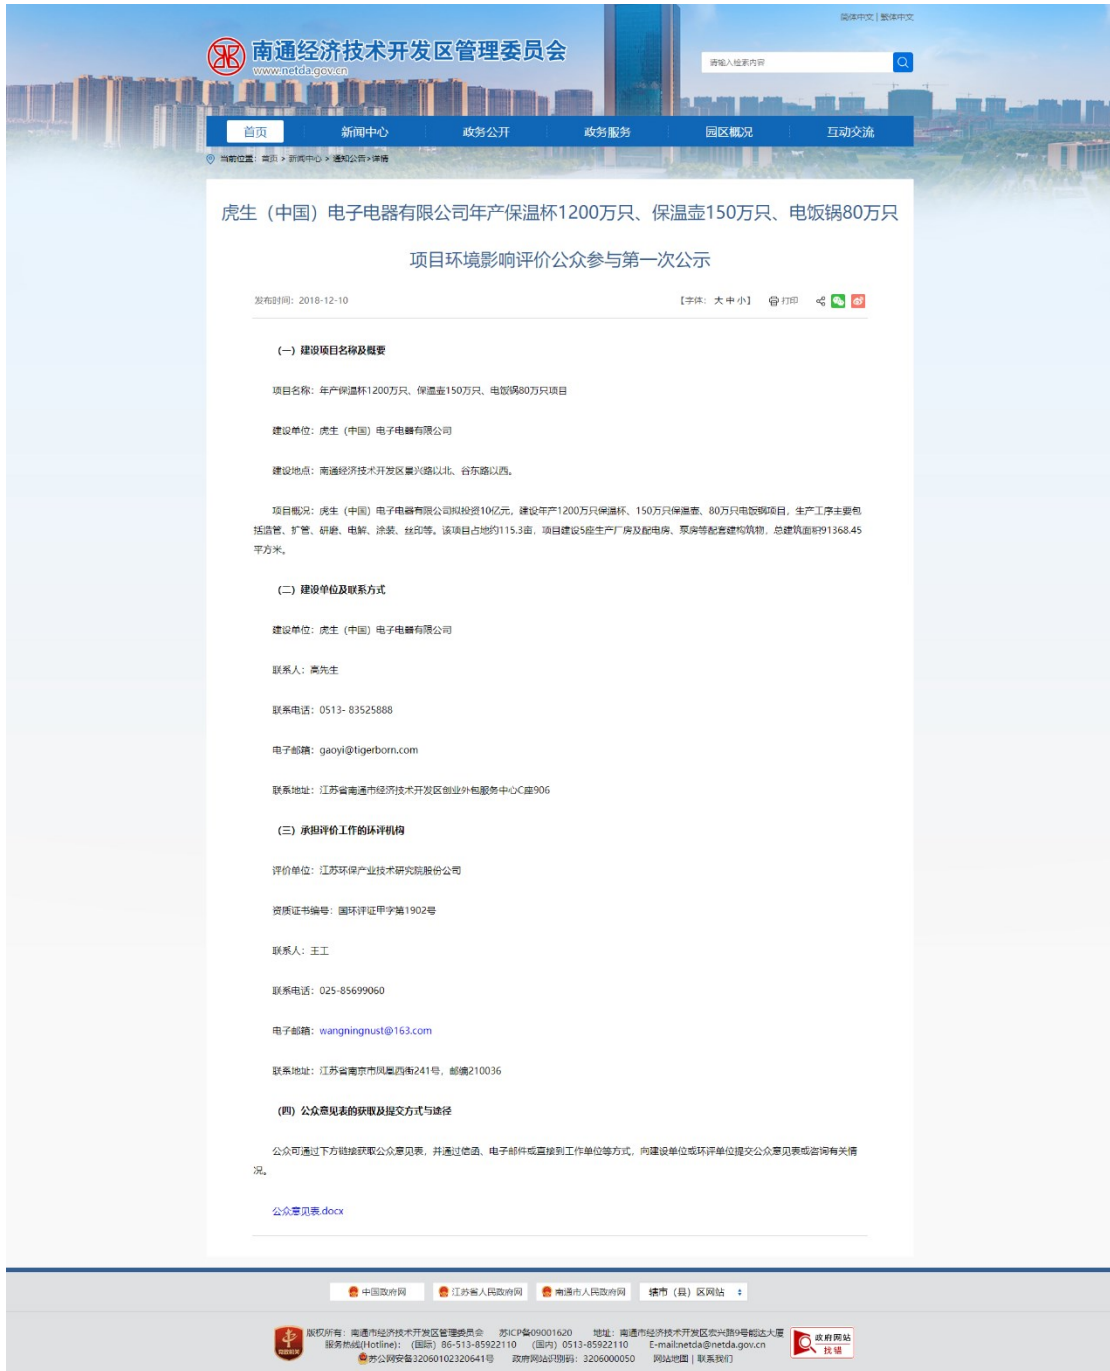 简体中文 | 繁体中文
南通经济技术开发区管理委员会
www.netda.gov.cn
请输入检索内容
首页 新闻中心 政务公开 政务服务 园区概况 互动交流
当前位置：首页 > 新闻中心 > 通知公告>详情
虎生（中国）电子电器有限公司年产保温杯1200万只、保温壶150万只、电饭锅80万只
项目环境影响评价公众参与第一次公示
发布时间：2018-12-10 【字体：大 中 小】 打印
（一）建设项目名称及概要
项目名称：年产保温杯1200万只、保温壶150万只、电饭锅80万只项目
建设单位：虎生（中国）电子电器有限公司
建设地点：南通经济技术开发区景兴路以北、谷东路以西。
项目概况：虎生（中国）电子电器有限公司拟投资10亿元，建设年产1200万只保温杯、150万只保温壶、80万只电饭锅项目，生产工序主要包
括造管、扩管、研磨、电解、涂装、丝印等。该项目占地约115.3亩，项目建设5座生产厂房及配电房、泵房等配套建构筑物，总建筑面积91368.45
平方米。
（二）建设单位及联系方式
建设单位：虎生（中国）电子电器有限公司
联系人：高先生
联系电话：0513- 83525888
电子邮箱：gaoyi@tigerborn.com
联系地址：江苏省南通市经济技术开发区创业外包服务中心C座906
（三）承担评价工作的环评机构
评价单位：江苏环保产业技术研究院股份公司
资质证书编号：国环评证甲字第1902号
联系人：王工
联系电话：025-85699060
电子邮箱：wangningnust@163.com
联系地址：江苏省南京市凤凰西街241号，邮编210036
（四）公众意见表的获取及提交方式与途径
公众可通过下方链接获取公众意见表，并通过信函、电子邮件或直接到工作单位等方式，向建设单位或环评单位提交公众意见表或咨询有关情
况。
公众意见表.docx
中国政府网 江苏省人民政府网 南通市人民政府网 辖市（县）区网站
版权所有：南通市经济技术开发区管理委员会 苏ICP备09001620 地址：南通市经济技术开发区宏兴路9号能达大厦
服务热线(Hotline)：(国际) 86-513-85922110 (国内) 0513-85922110 E-mail:netda@netda.gov.cn
苏公网安备32060102320641号 政府网站识别码：3206000050 网站地图 | 联系我们
党政机关
政府网站
找错